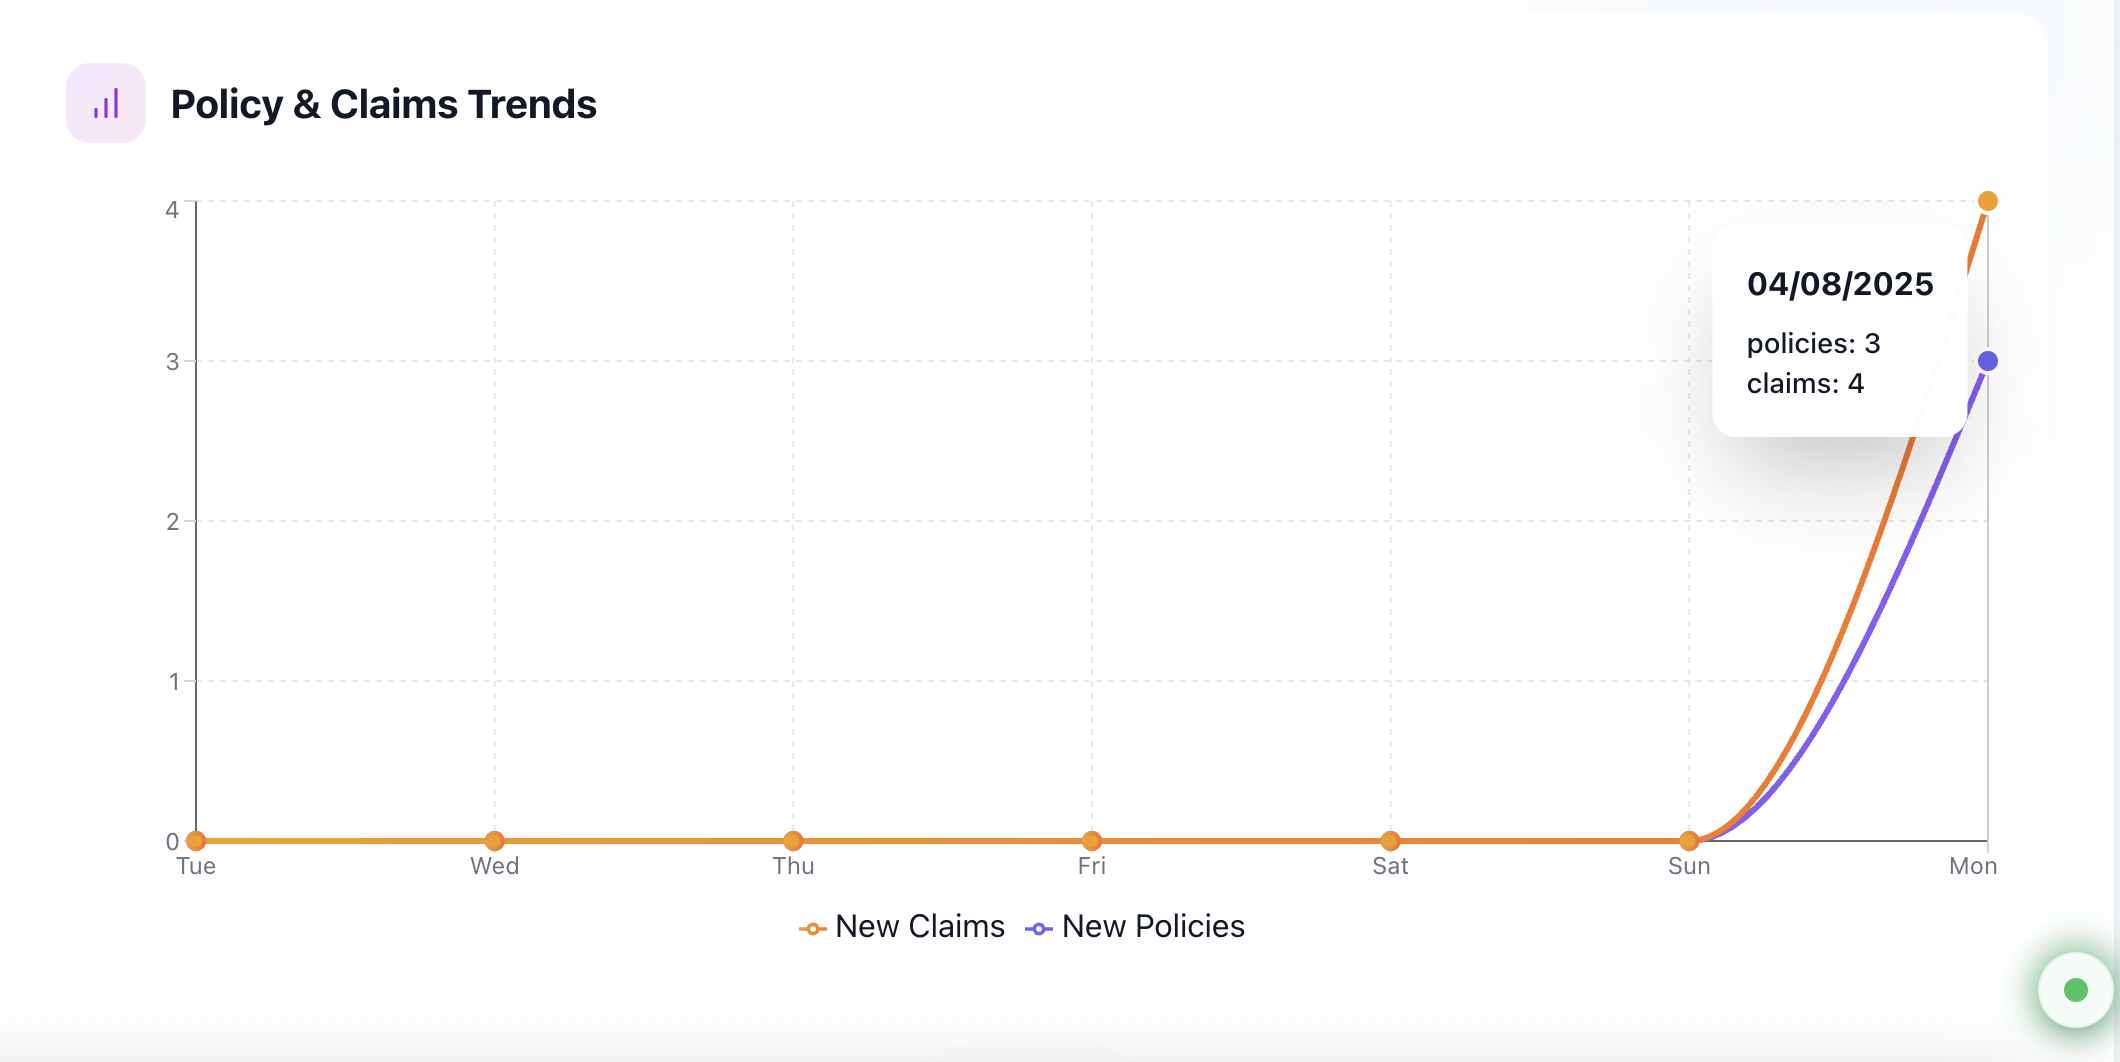 Policy & Claims Trends
4
3
2
1
0
04/08/2025
policies: 3
claims: 4
Tue Wed Thu Fri Sat Sun Mon
New Claims New Policies